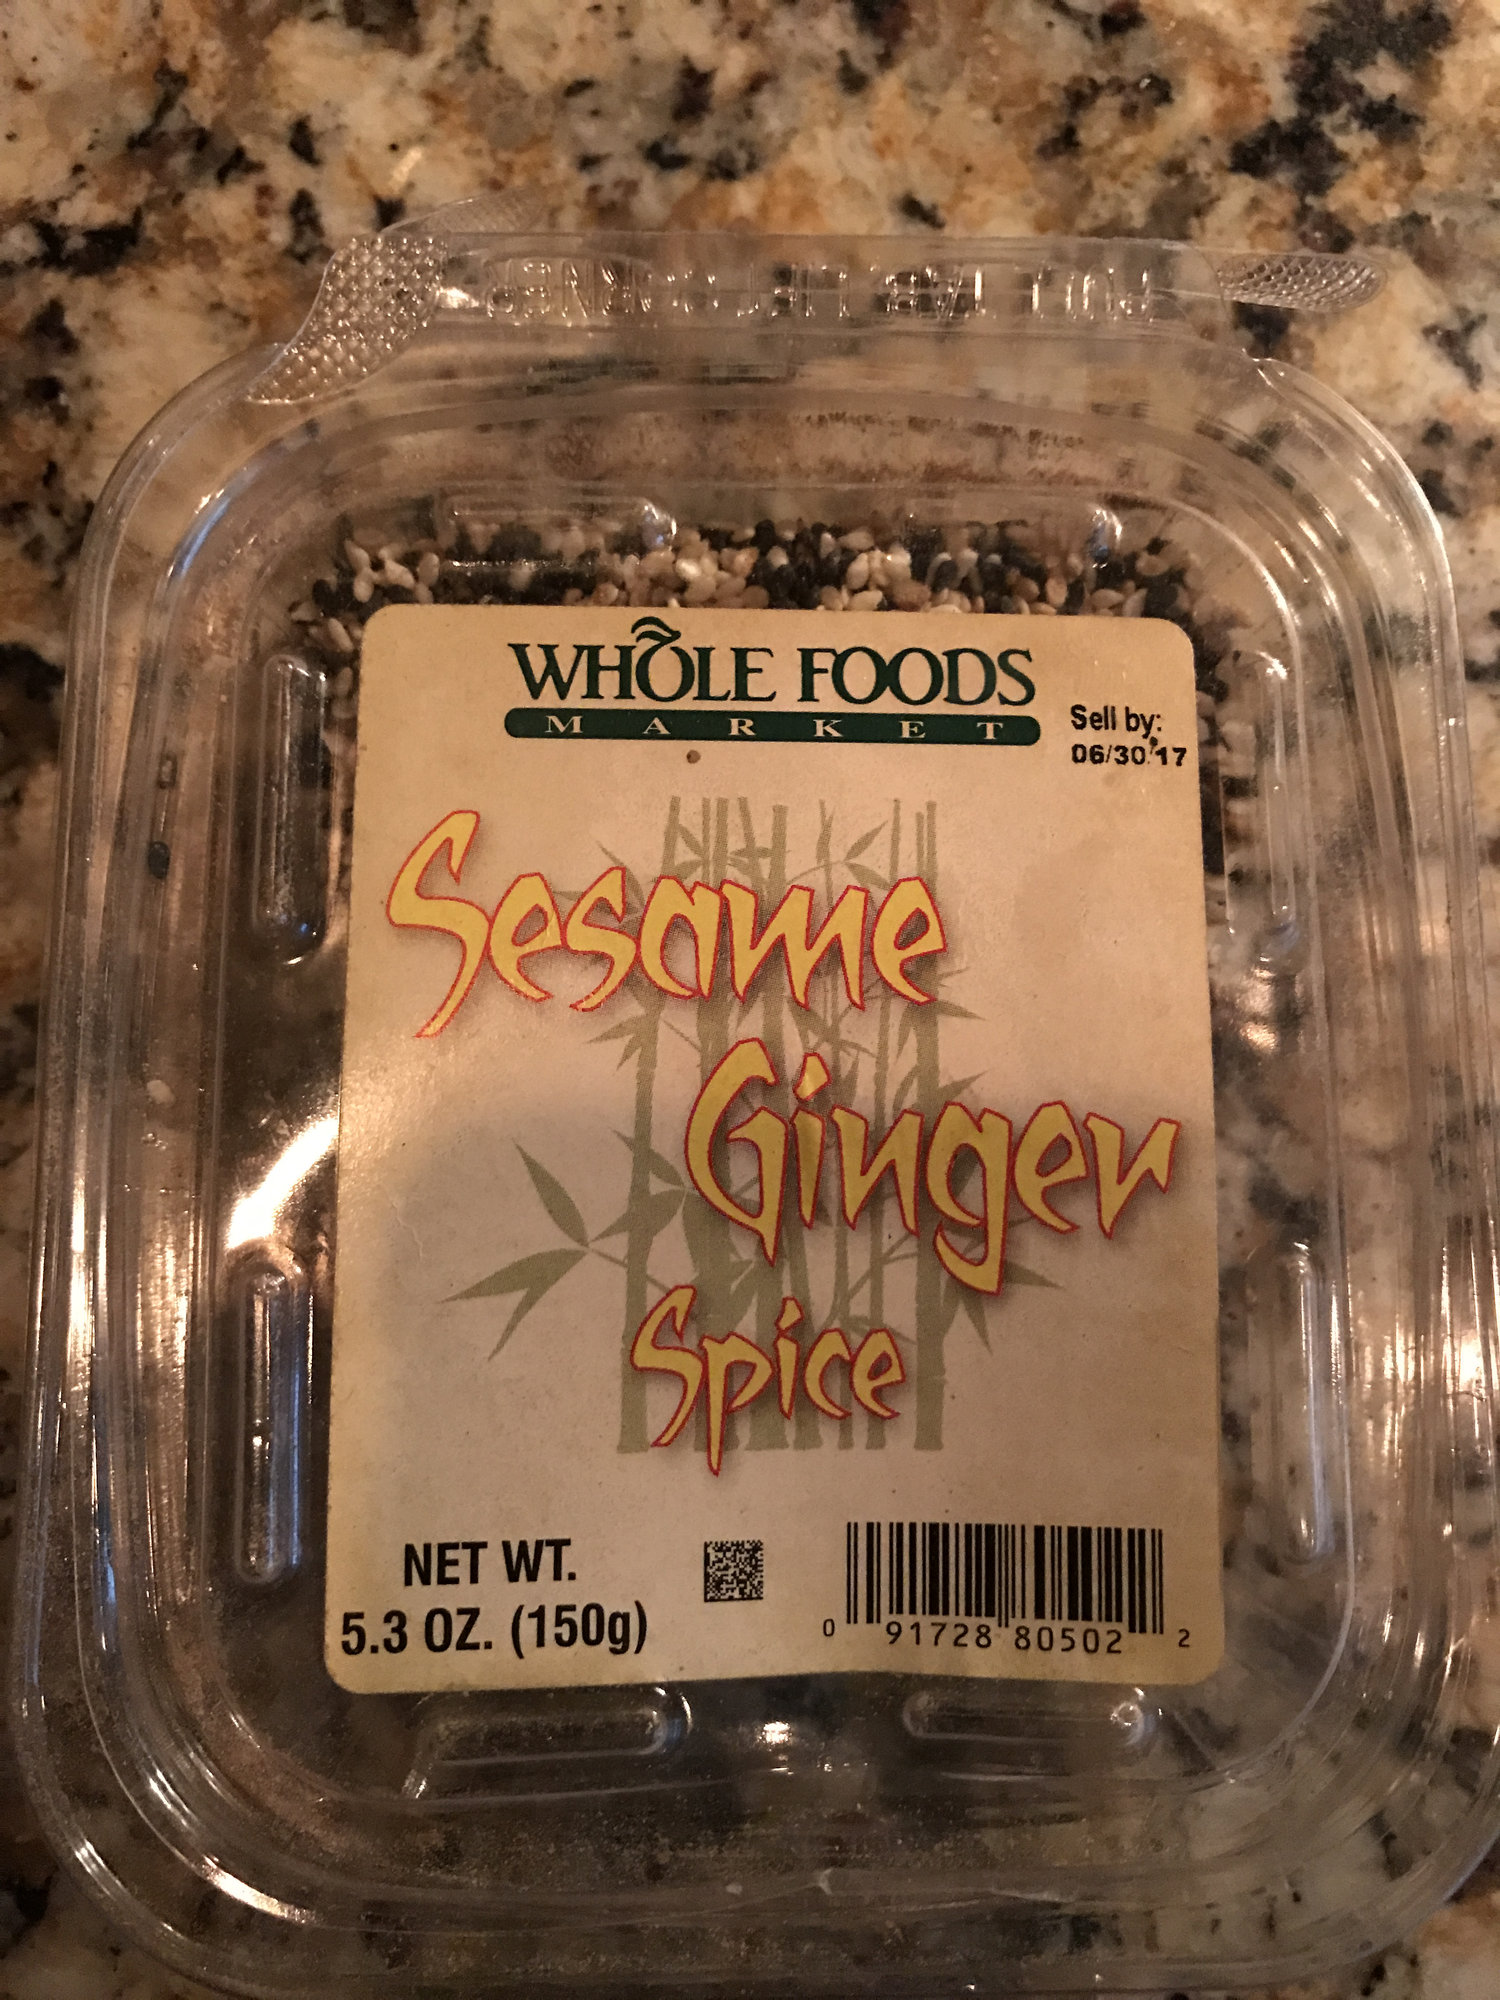 WHOLE FOODS
MARKET
Sell by:
06/30/17
Sesame
Ginger
Spice
NET WT.
5.3 OZ. (150g)
0 91728 80502 2